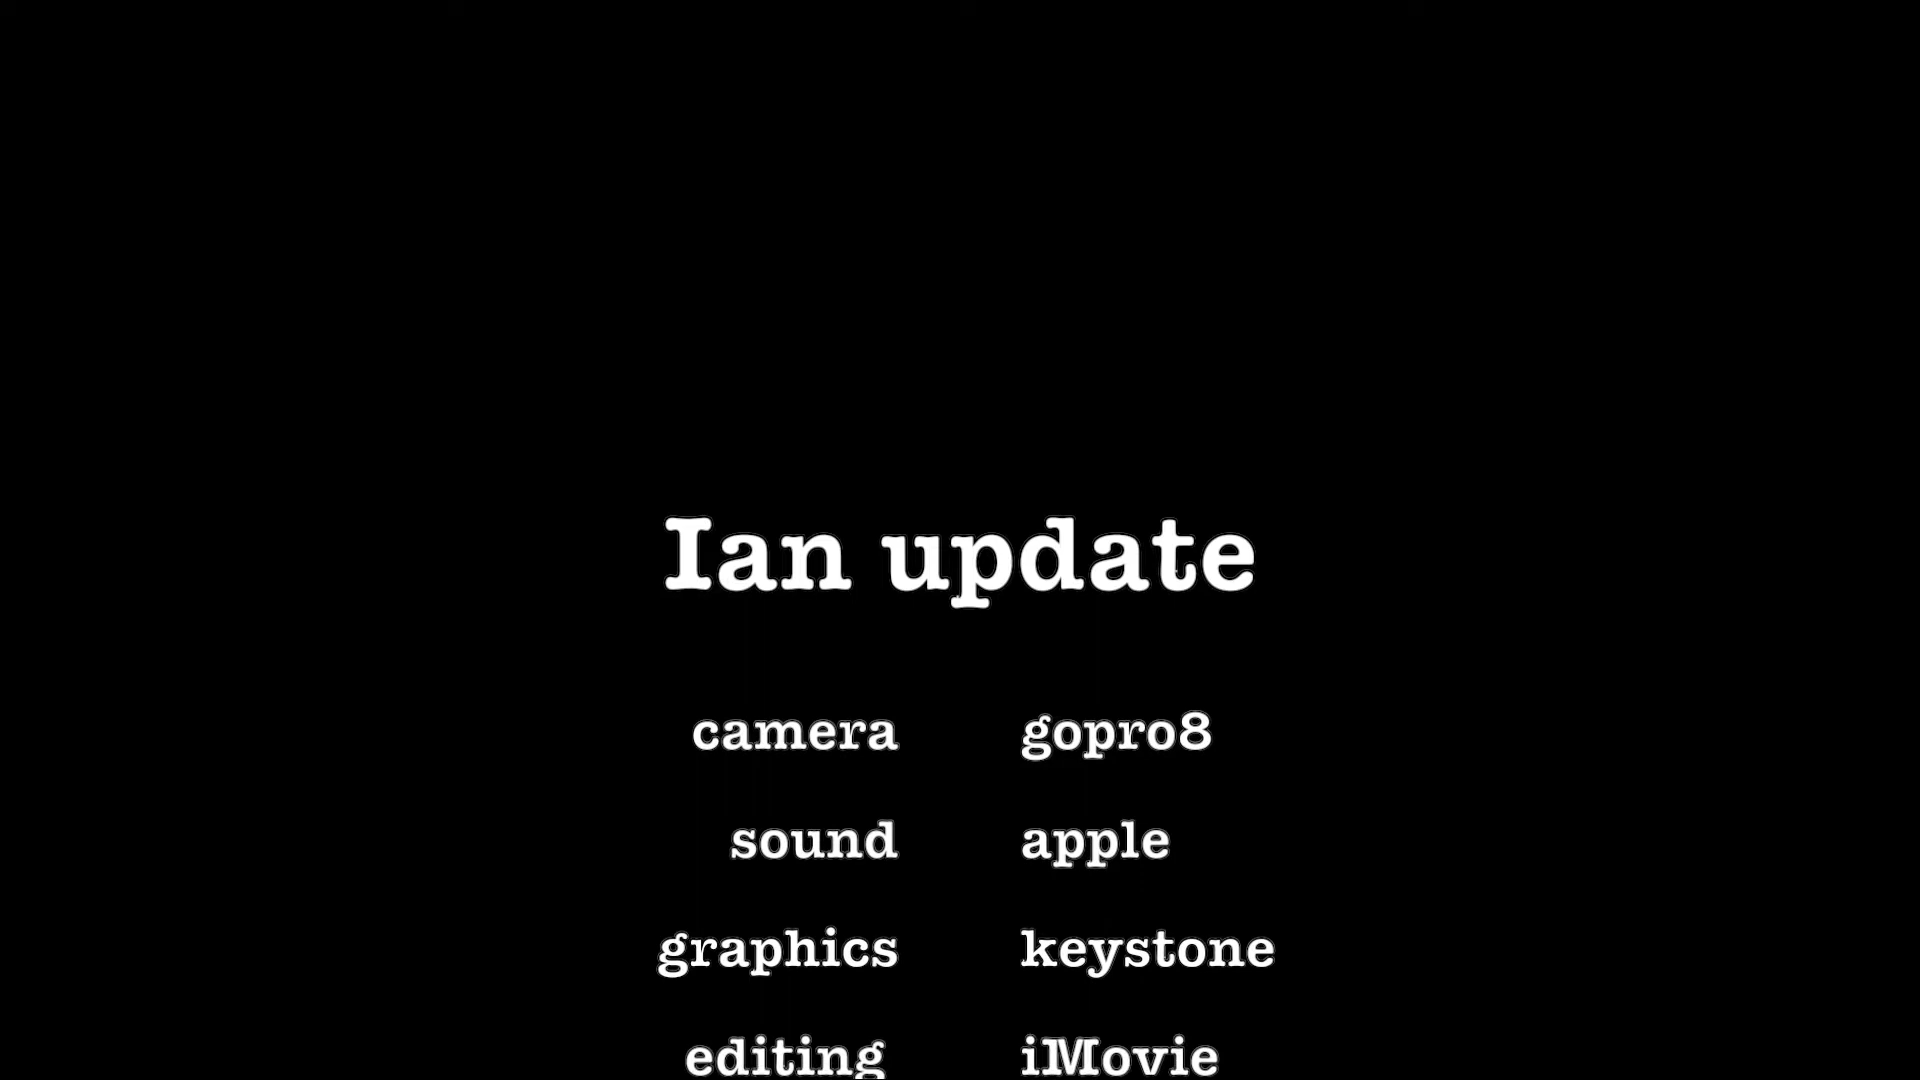 Ian update
camera gopro8
sound apple
graphics keystone
editing iMovie